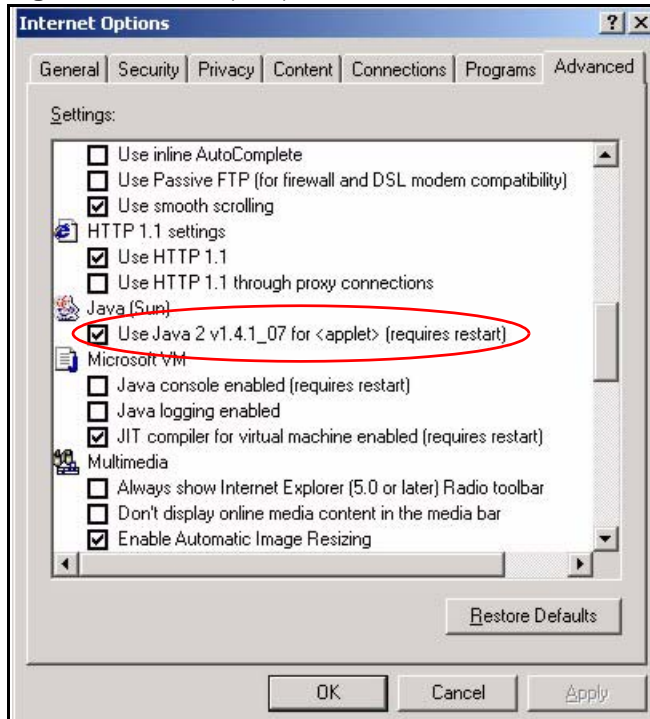 Internet Options
General Security Privacy Content Connections Programs Advanced
Settings:
Use inline AutoComplete
Use Passive FTP (for firewall and DSL modem compatibility)
Use smooth scrolling
HTTP 1.1 settings
Use HTTP 1.1
Use HTTP 1.1 through proxy connections
Java (Sun)
Use Java 2 v1.4.1_07 for <applet> (requires restart)
Microsoft VM
Java console enabled (requires restart)
Java logging enabled
JIT compiler for virtual machine enabled (requires restart)
Multimedia
Always show Internet Explorer (5.0 or later) Radio toolbar
Don't display online media content in the media bar
Enable Automatic Image Resizing
Restore Defaults
OK Cancel Apply